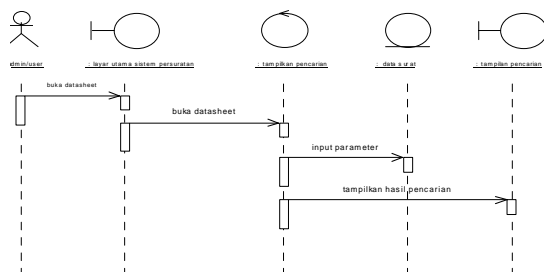 dmin/user
: layar utama sistem persuratan
: tampilkan pencarian
: data surat
: tampilan pencarian
buka datasheet
buka datasheet
input parameter
tampilkan hasil pencarian